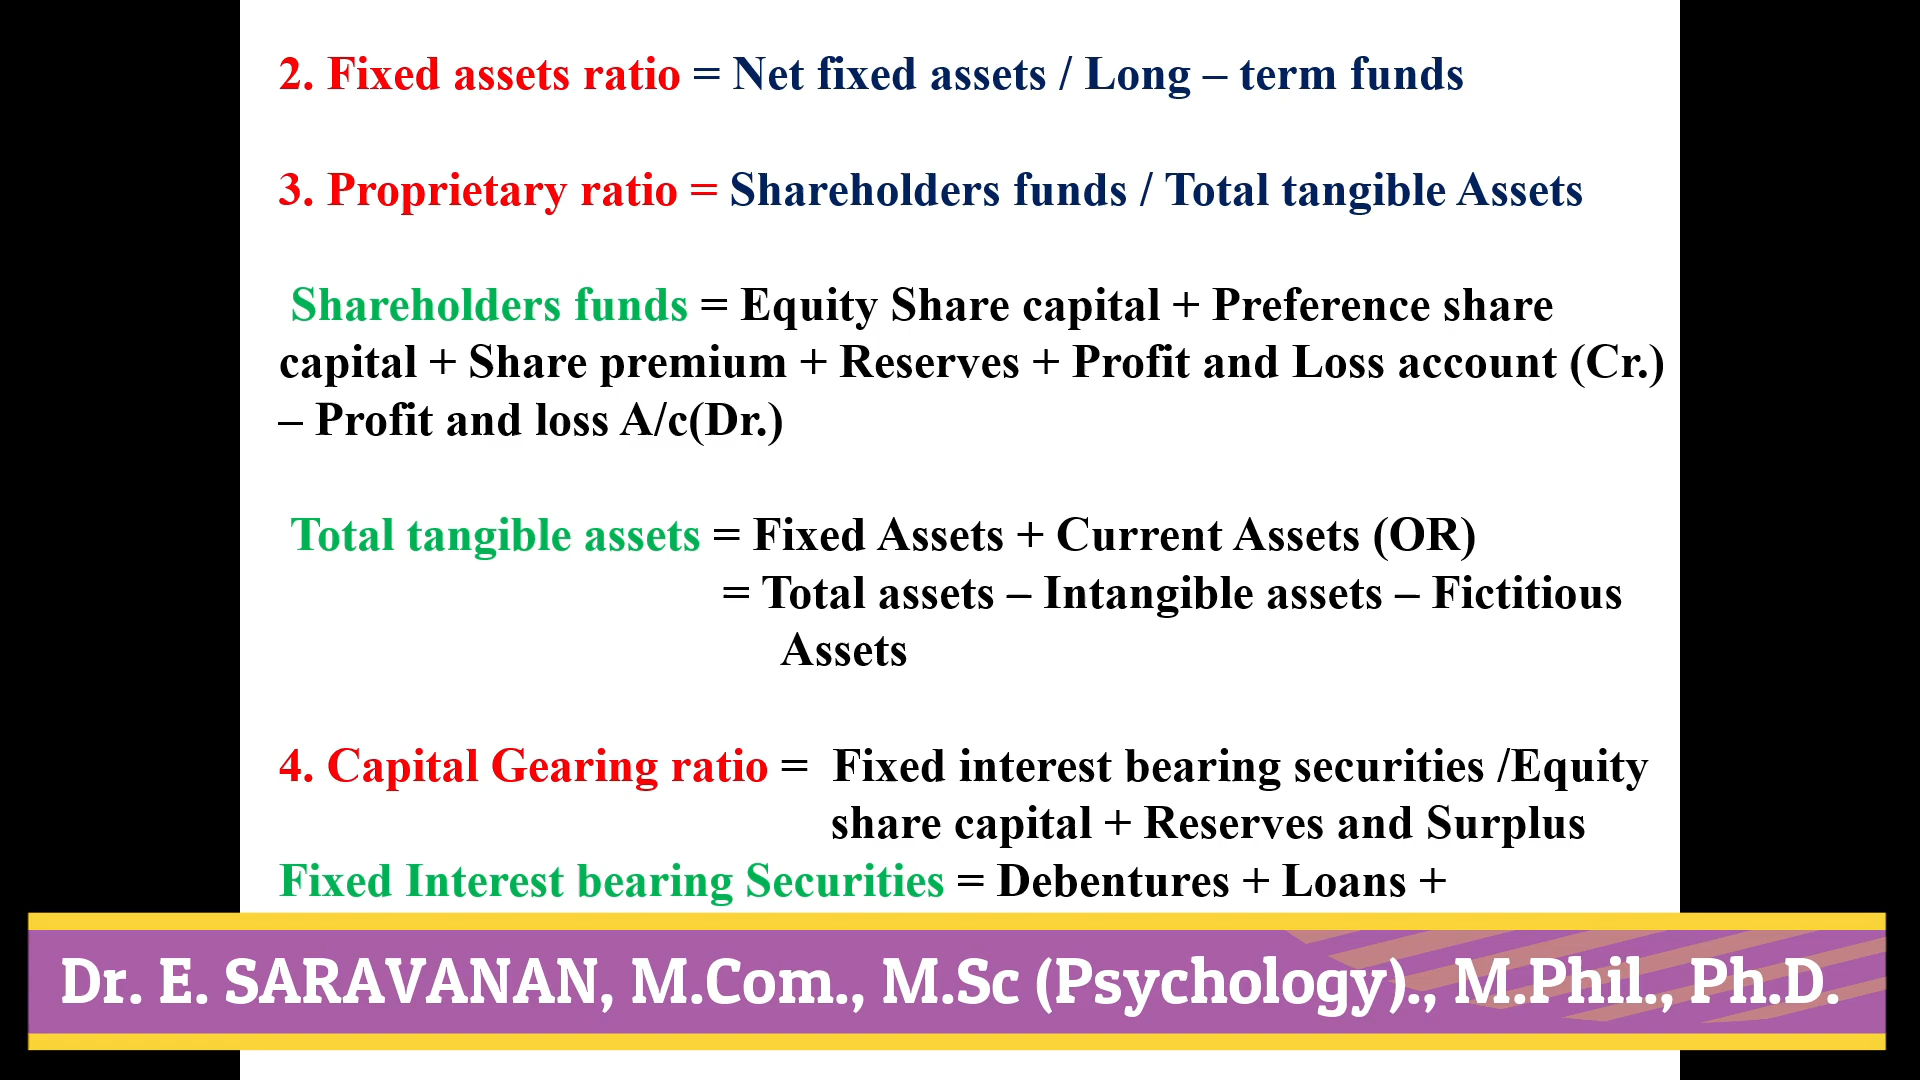 2. Fixed assets ratio = Net fixed assets / Long – term funds
3. Proprietary ratio = Shareholders funds / Total tangible Assets
Shareholders funds = Equity Share capital + Preference share
capital + Share premium + Reserves + Profit and Loss account (Cr.)
– Profit and loss A/c(Dr.)
Total tangible assets = Fixed Assets + Current Assets (OR)
= Total assets – Intangible assets – Fictitious
Assets
4. Capital Gearing ratio = Fixed interest bearing securities /Equity
share capital + Reserves and Surplus
Fixed Interest bearing Securities = Debentures + Loans +
Dr. E. SARAVANAN, M.Com., M.Sc (Psychology)., M.Phil., Ph.D.